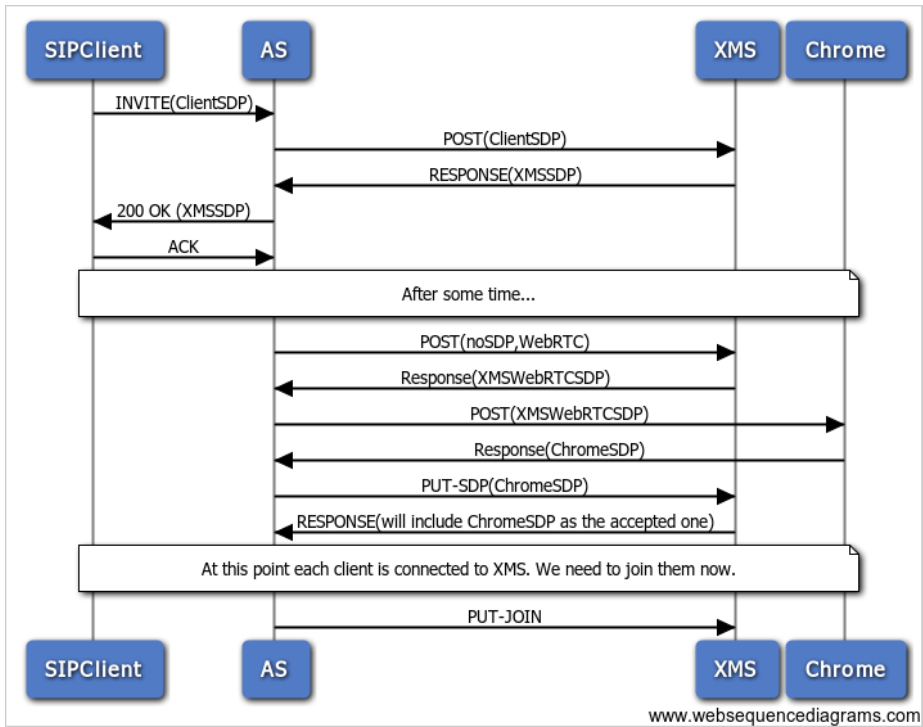 SIPClient AS XMS Chrome
INVITE(ClientSDP)
POST(ClientSDP)
RESPONSE(XMSSDP)
200 OK (XMSSDP)
ACK
After some time...
POST(noSDP,WebRTC)
Response(XMSWebRTCSDP)
POST(XMSWebRTCSDP)
Response(ChromeSDP)
PUT-SDP(ChromeSDP)
RESPONSE(will include ChromeSDP as the accepted one)
At this point each client is connected to XMS. We need to join them now.
PUT-JOIN
SIPClient AS XMS Chrome
www.websequencediagrams.com